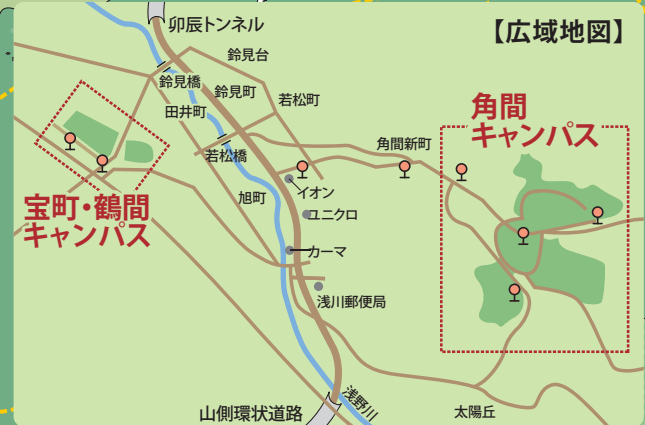 【広域地図】
卯辰トンネル
鈴見台
鈴見橋
鈴見町
若松町
田井町
角間
キャンパス
角間新町
若松橋
旭町
イオン
ユニクロ
宝町・鶴間
キャンパス
カーマ
浅川郵便局
山側環状道路
浅野川
太陽丘